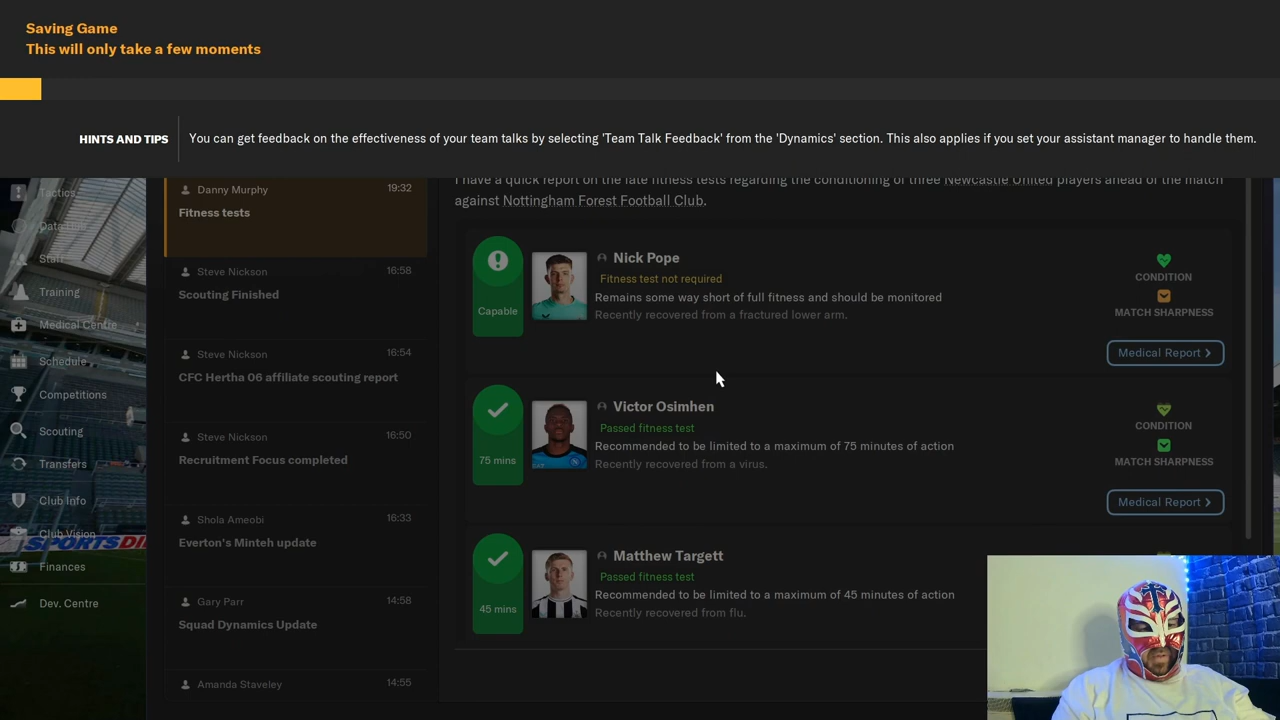 Saving Game
This will only take a few moments
HINTS AND TIPS
You can get feedback on the effectiveness of your team talks by selecting 'Team Talk Feedback' from the 'Dynamics' section. This also applies if you set your assistant manager to handle them.
Tactics
Data Hub
Staff
Training
Medical Centre
Schedule
Competitions
Scouting
Transfers
Club Info
Club Vision
Finances
Dev. Centre
SPORTSDI
Danny Murphy 19:32
Fitness tests
Steve Nickson 16:58
Scouting Finished
Steve Nickson 16:54
CFC Hertha 06 affiliate scouting report
Steve Nickson 16:50
Recruitment Focus completed
Shola Ameobi 16:33
Everton's Minteh update
Gary Parr 14:58
Squad Dynamics Update
Amanda Staveley 14:55
I have a quick report on the late fitness tests regarding the conditioning of three Newcastle United players ahead of the match
against Nottingham Forest Football Club.
Capable
Nick Pope
Fitness test not required
Remains some way short of full fitness and should be monitored
Recently recovered from a fractured lower arm.
CONDITION
MATCH SHARPNESS
Medical Report
75 mins
Victor Osimhen
Passed fitness test
Recommended to be limited to a maximum of 75 minutes of action
Recently recovered from a virus.
CONDITION
MATCH SHARPNESS
Medical Report
45 mins
Matthew Targett
Passed fitness test
Recommended to be limited to a maximum of 45 minutes of action
Recently recovered from flu.